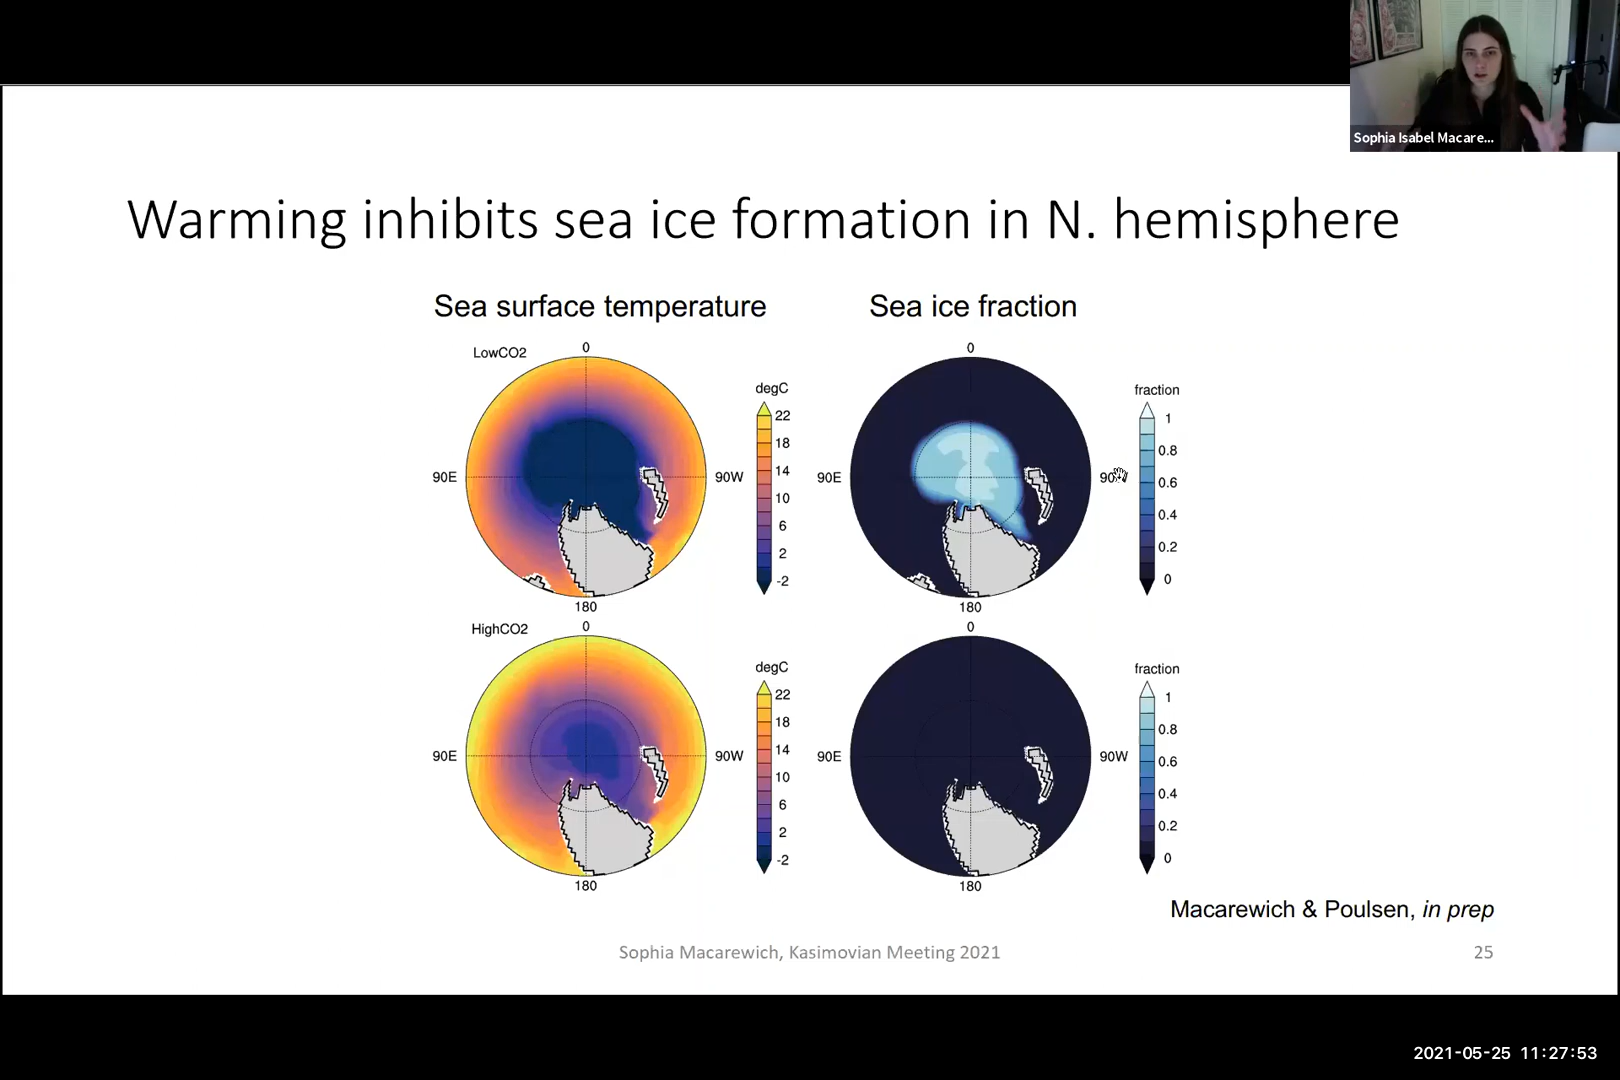 Sophia Isabel Macare...
Warming inhibits sea ice formation in N. hemisphere
Sea surface temperature
Sea ice fraction
LowCO2
0
90E
90W
180
degC
22
18
14
10
6
2
-2
0
90E
90W
180
fraction
1
0.8
0.6
0.4
0.2
0
HighCO2
0
90E
90W
180
degC
22
18
14
10
6
2
-2
0
90E
90W
180
fraction
1
0.8
0.6
0.4
0.2
0
Macarewich & Poulsen, in prep
Sophia Macarewich, Kasimovian Meeting 2021
25
2021-05-25 11:27:53